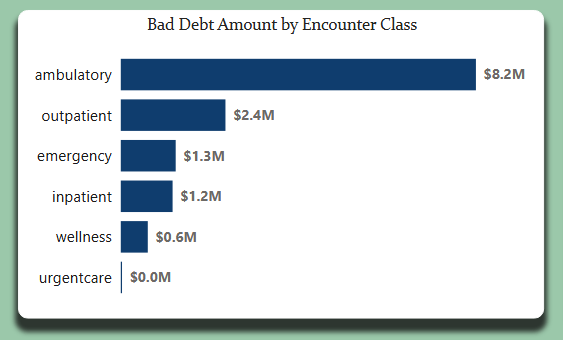 Bad Debt Amount by Encounter Class
ambulatory $8.2M
outpatient $2.4M
emergency $1.3M
inpatient $1.2M
wellness $0.6M
urgentcare $0.0M